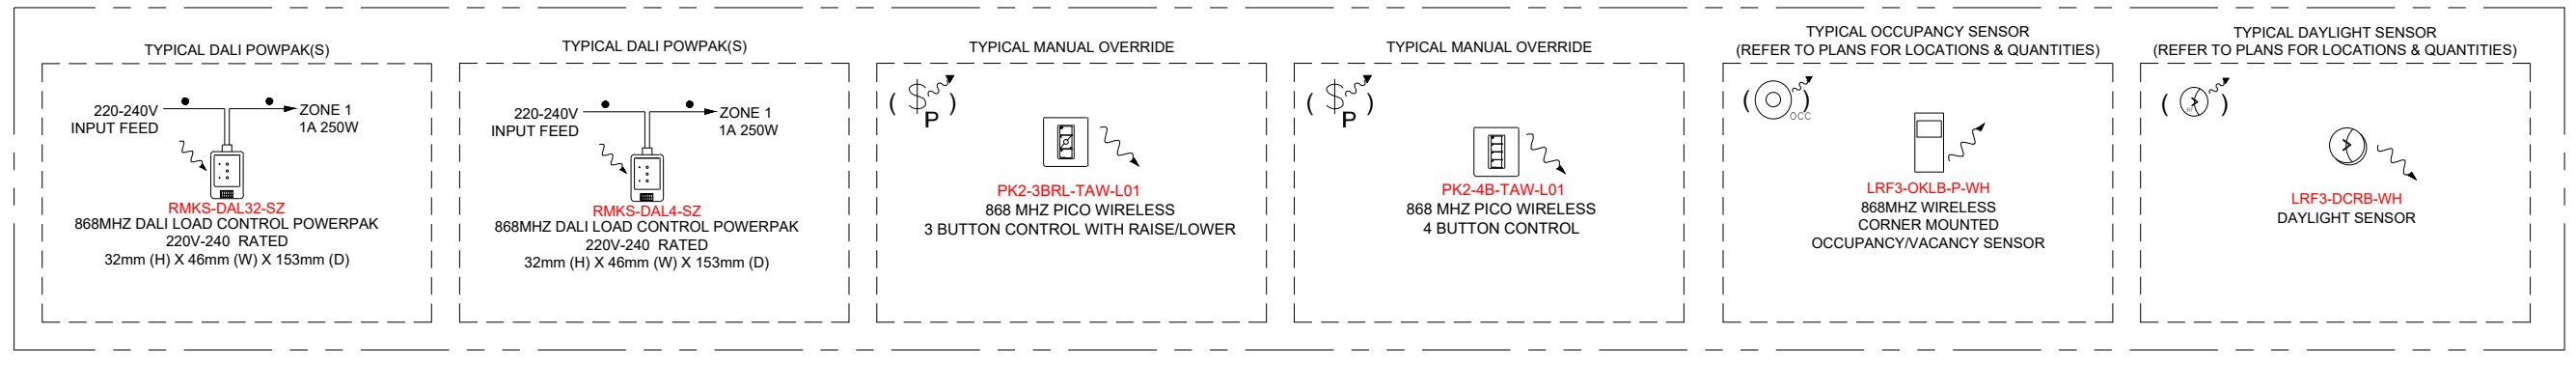 TYPICAL DALI POWPAK(S)
220-240V
INPUT FEED
ZONE 1
1A 250W
RMKS-DAL32-SZ
868MHZ DALI LOAD CONTROL POWERPAK
220V-240 RATED
32mm (H) X 46mm (W) X 153mm (D)
TYPICAL DALI POWPAK(S)
220-240V
INPUT FEED
ZONE 1
1A 250W
RMKS-DAL4-SZ
868MHZ DALI LOAD CONTROL POWERPAK
220V-240 RATED
32mm (H) X 46mm (W) X 153mm (D)
TYPICAL MANUAL OVERRIDE
( $ )
P
PK2-3BRL-TAW-L01
868 MHZ PICO WIRELESS
3 BUTTON CONTROL WITH RAISE/LOWER
TYPICAL MANUAL OVERRIDE
( $ )
P
PK2-4B-TAW-L01
868 MHZ PICO WIRELESS
4 BUTTON CONTROL
TYPICAL OCCUPANCY SENSOR
(REFER TO PLANS FOR LOCATIONS & QUANTITIES)
( )
OCC
LRF3-OKLB-P-WH
868MHZ WIRELESS
CORNER MOUNTED
OCCUPANCY/VACANCY SENSOR
TYPICAL DAYLIGHT SENSOR
(REFER TO PLANS FOR LOCATIONS & QUANTITIES)
( )
LRF3-DCRB-WH
DAYLIGHT SENSOR